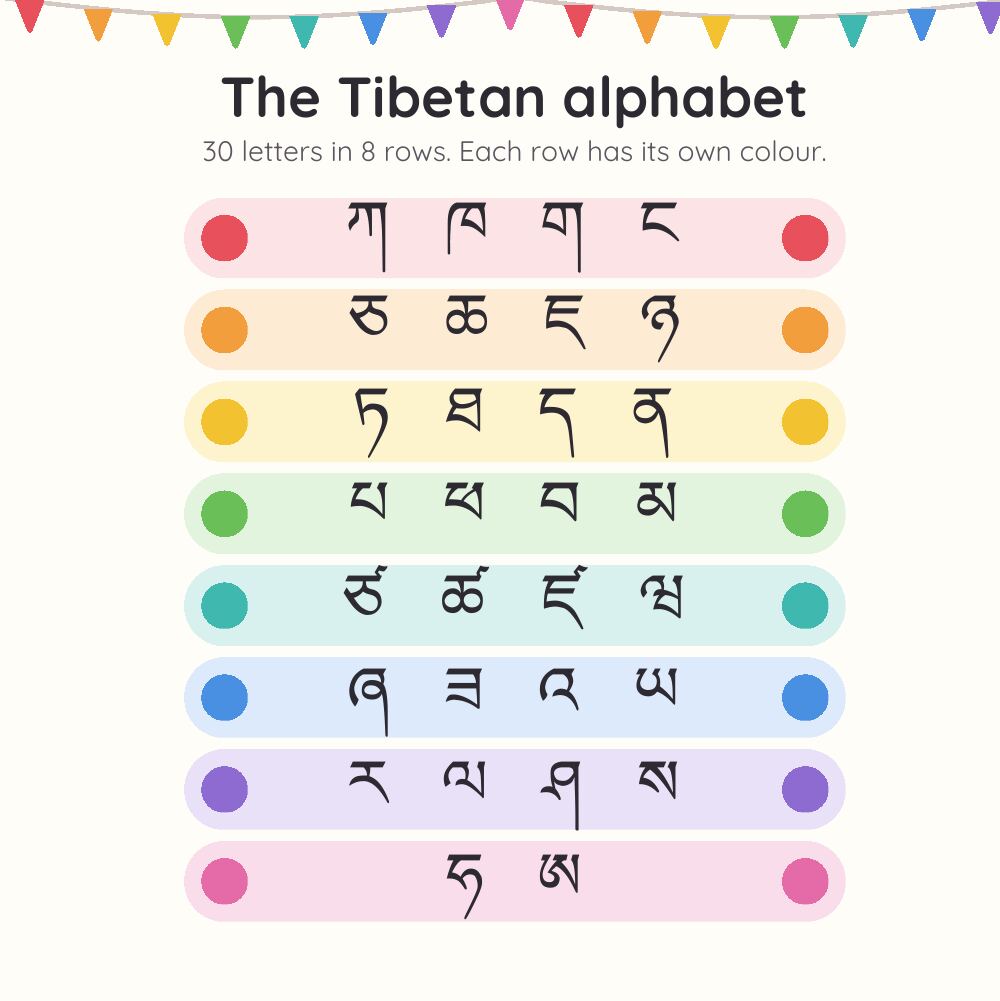 The Tibetan alphabet
30 letters in 8 rows. Each row has its own colour.
ཀ ཁ ག ང
ཅ ཆ ཇ ཉ
ཏ ཐ ད ན
པ ཕ བ མ
ཙ ཚ ཛ ཝ
ཞ ཟ འ ཡ
ར ལ ཤ ས
ཧ ཨ